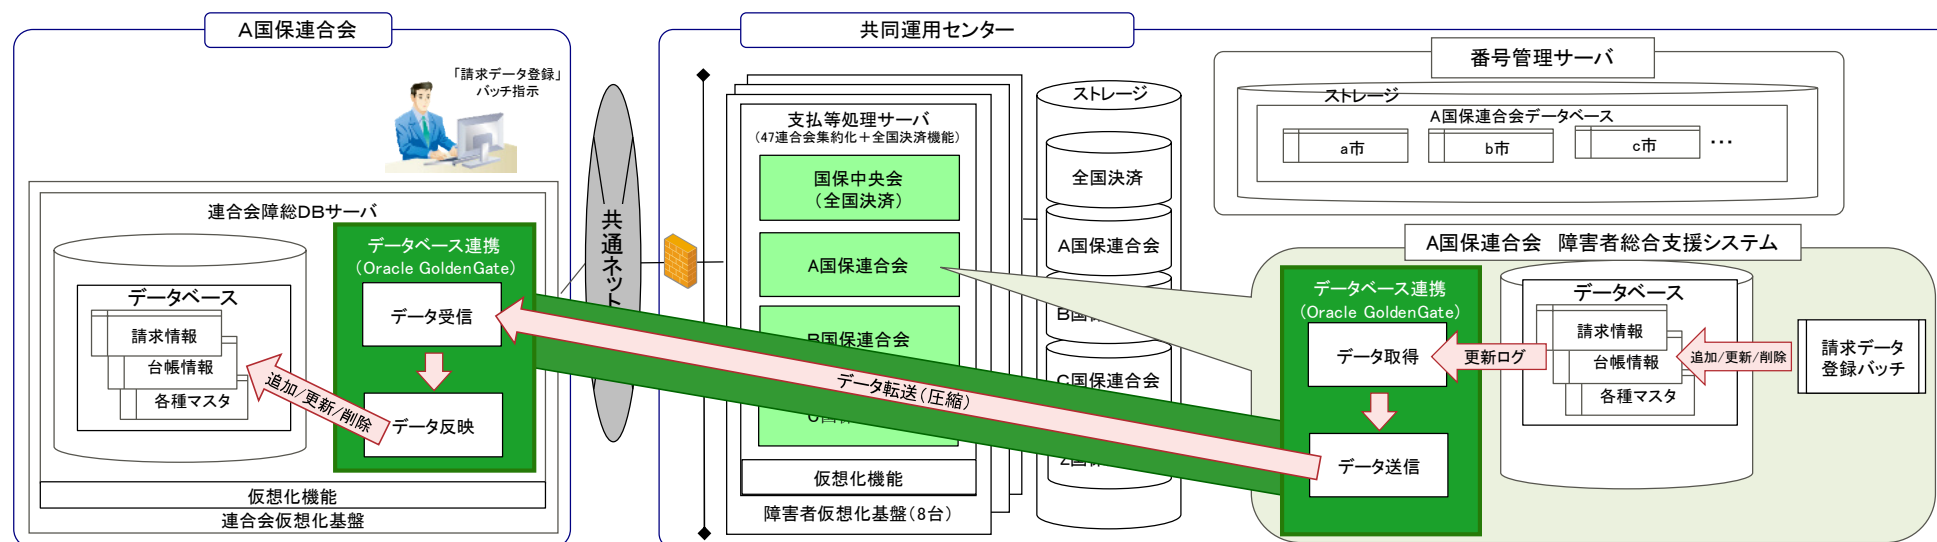 A国保連合会
「請求データ登録」
バッチ指示
連合会障総DBサーバ
データベース
請求情報
台帳情報
各種マスタ
データベース連携
(Oracle GoldenGate)
データ受信
データ反映
追加/更新/削除
仮想化機能
連合会仮想化基盤
共通ネット
共同運用センター
支払等処理サーバ
(47連合会集約化+全国決済機能)
国保中央会
(全国決済)
A国保連合会
B国保連合会
データ転送(圧縮)
仮想化機能
障害者仮想化基盤(8台)
ストレージ
全国決済
A国保連合会
B国保
C国保連合会
Z国保
番号管理サーバ
ストレージ
A国保連合会データベース
a市
b市
c市
…
A国保連合会 障害者総合支援システム
データベース連携
(Oracle GoldenGate)
データ取得
データ送信
更新ログ
データベース
請求情報
台帳情報
各種マスタ
追加/更新/削除
請求データ
登録バッチ